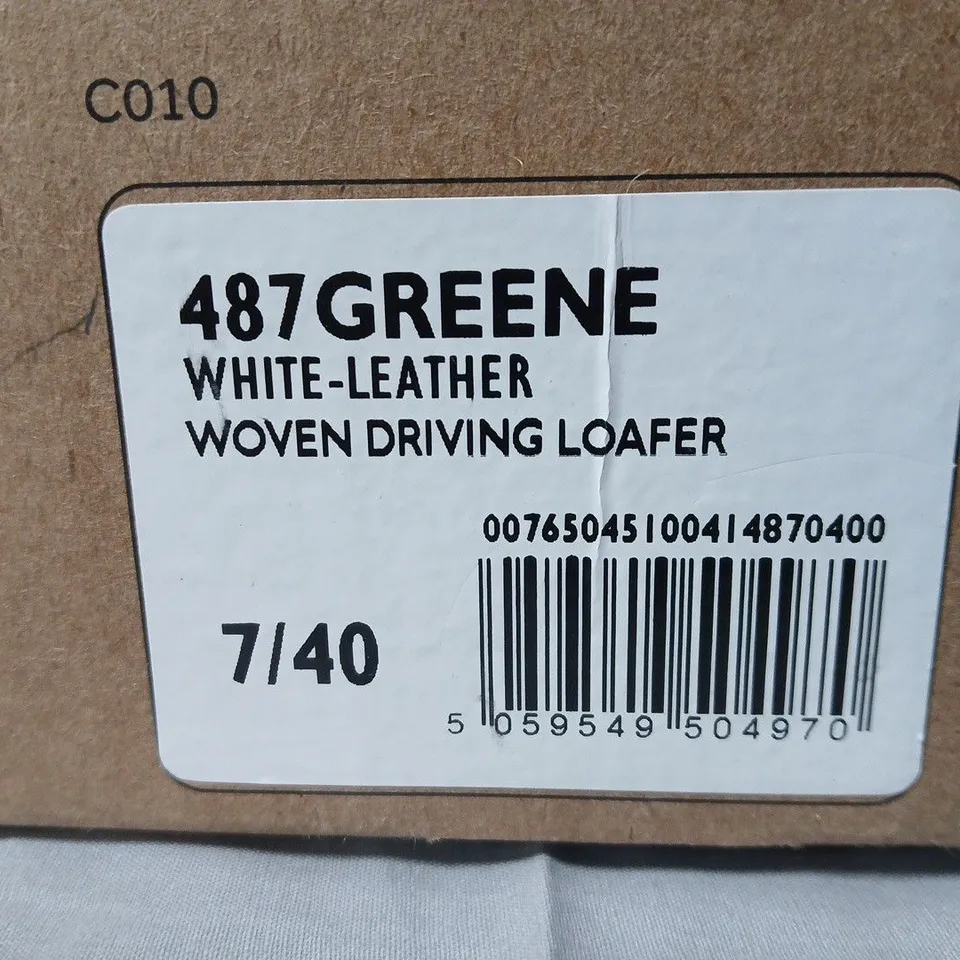 C010
487GREENE
WHITE-LEATHER
WOVEN DRIVING LOAFER
00765045100414870400
7/40
5 059549 504970